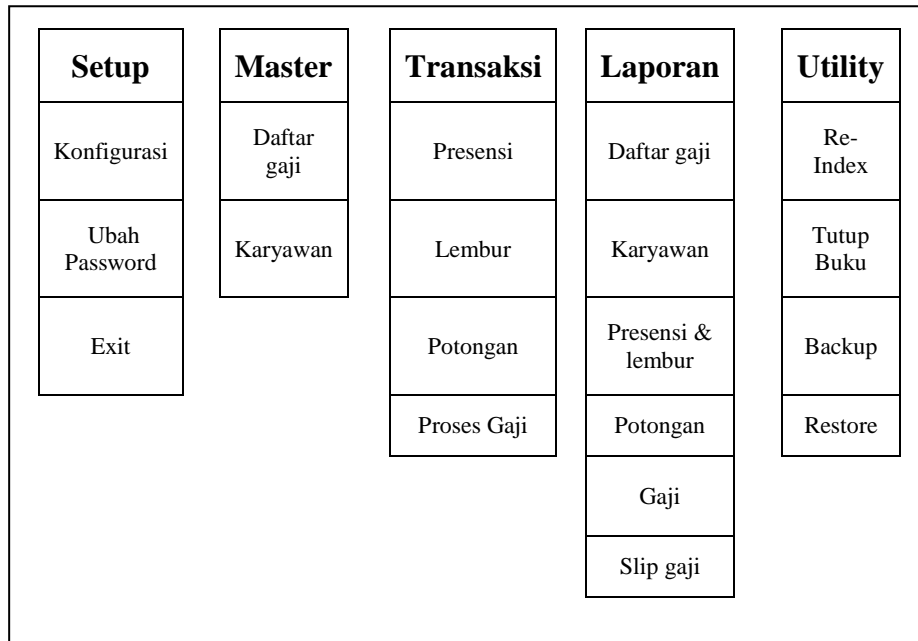 Setup
Konfigurasi
Ubah
Password
Exit
Master
Daftar
gaji
Karyawan
Transaksi
Presensi
Lembur
Potongan
Proses Gaji
Laporan
Daftar gaji
Karyawan
Presensi &
lembur
Potongan
Gaji
Slip gaji
Utility
Re-
Index
Tutup
Buku
Backup
Restore